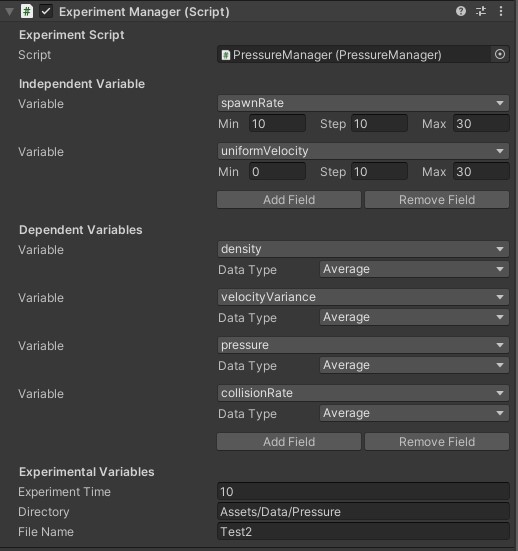 Experiment Manager (Script)
Experiment Script
Script PressureManager (PressureManager)
Independent Variable
Variable spawnRate
Min 10 Step 10 Max 30
Variable uniformVelocity
Min 0 Step 10 Max 30
Add Field Remove Field
Dependent Variables
Variable density
Data Type Average
Variable velocityVariance
Data Type Average
Variable pressure
Data Type Average
Variable collisionRate
Data Type Average
Add Field Remove Field
Experimental Variables
Experiment Time 10
Directory Assets/Data/Pressure
File Name Test2